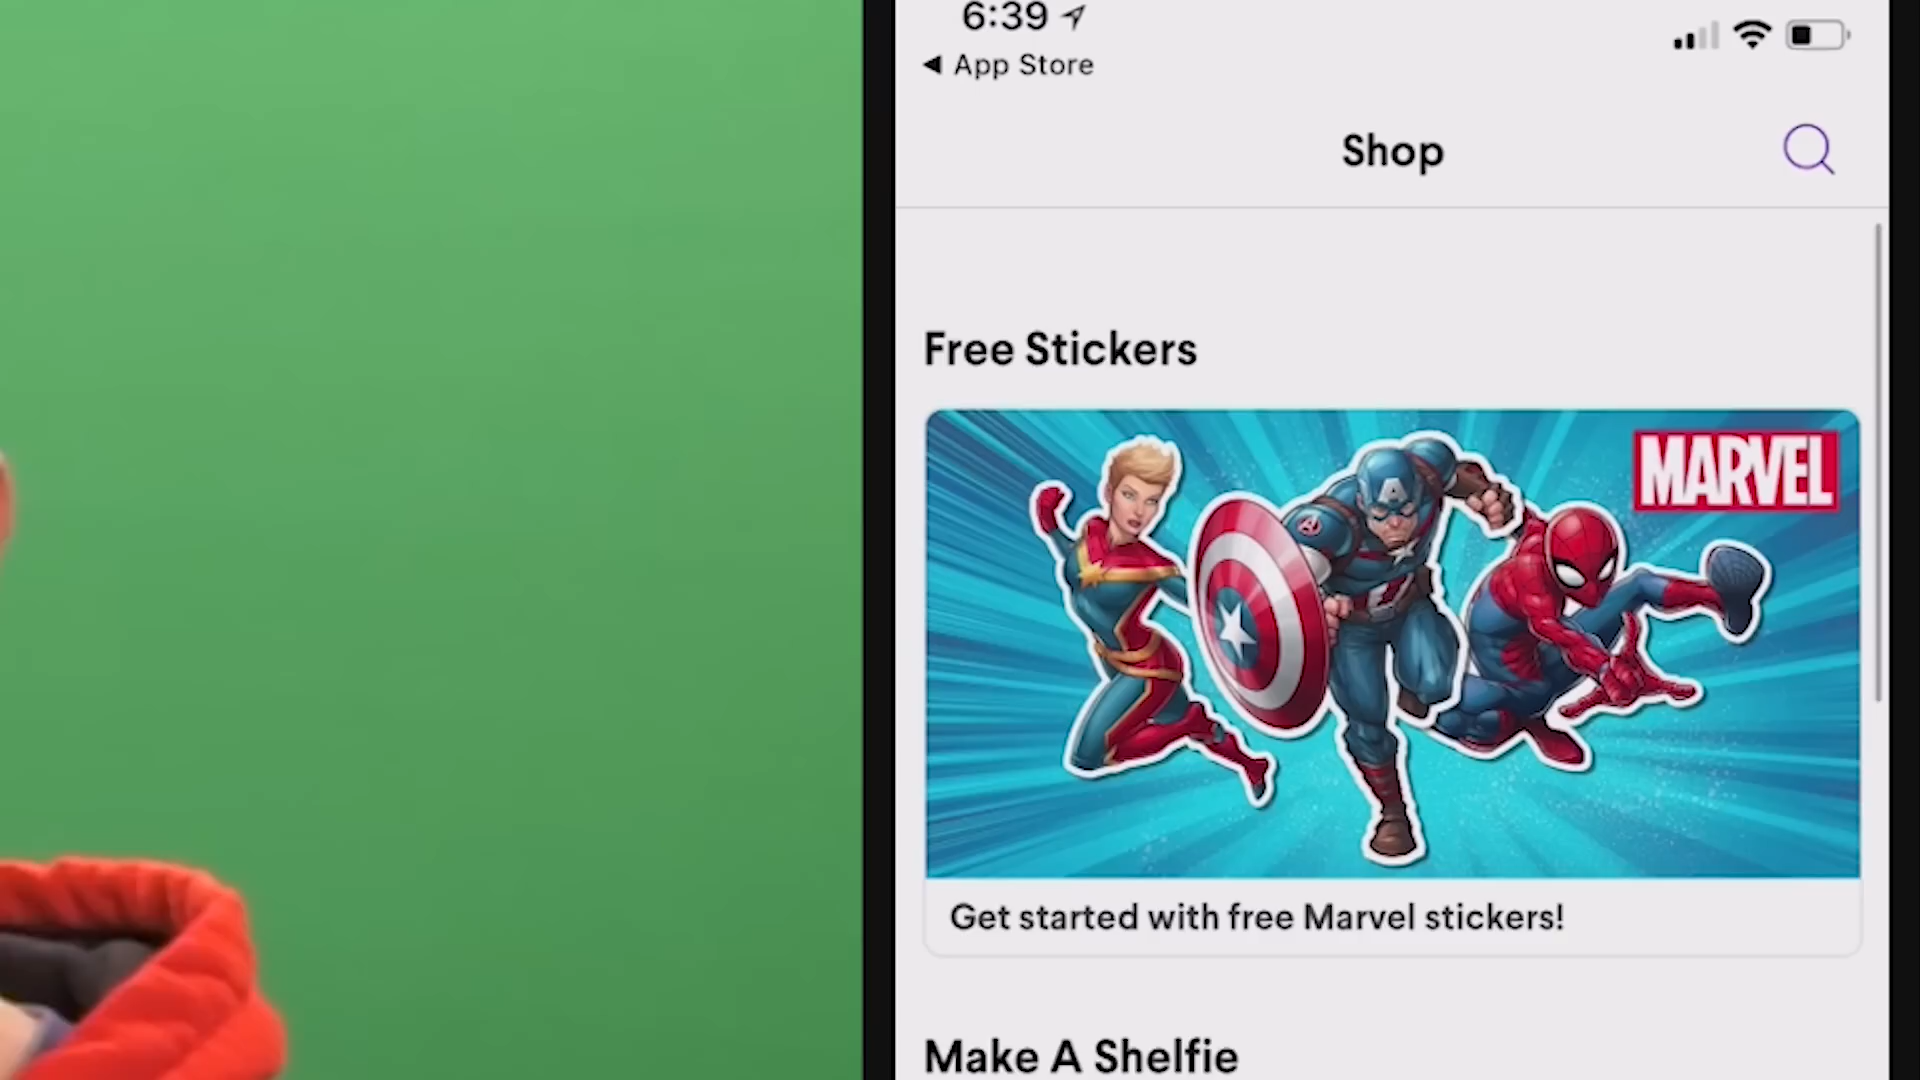 6:39
App Store
Shop
Free Stickers
MARVEL
Get started with free Marvel stickers!
Make A Shelfie